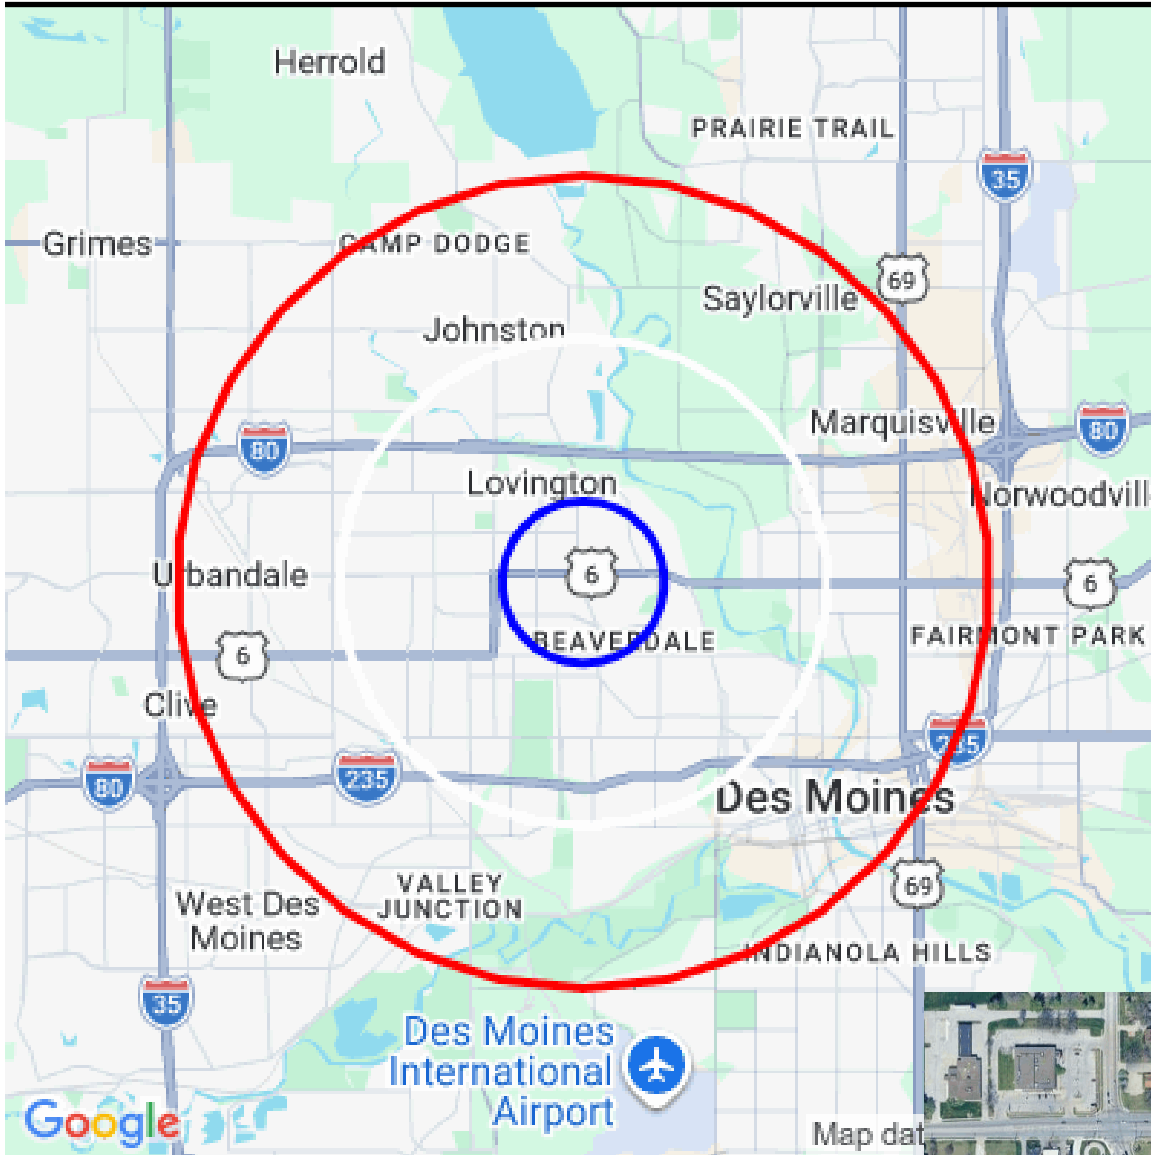 Herrold
PRAIRIE TRAIL
35
Grimes
CAMP DODGE
69
Saylorville
Johnston
80
Marquisville
80
Lovington
Norwoodvill
Urbandale
6
6
BEAVERDALE
FAIRMONT PARK
6
Clive
235
80
235
Des Moines
VALLEY
JUNCTION
69
West Des
Moines
INDIANOLA HILLS
35
Des Moines
International
Airport
Google
Map dat